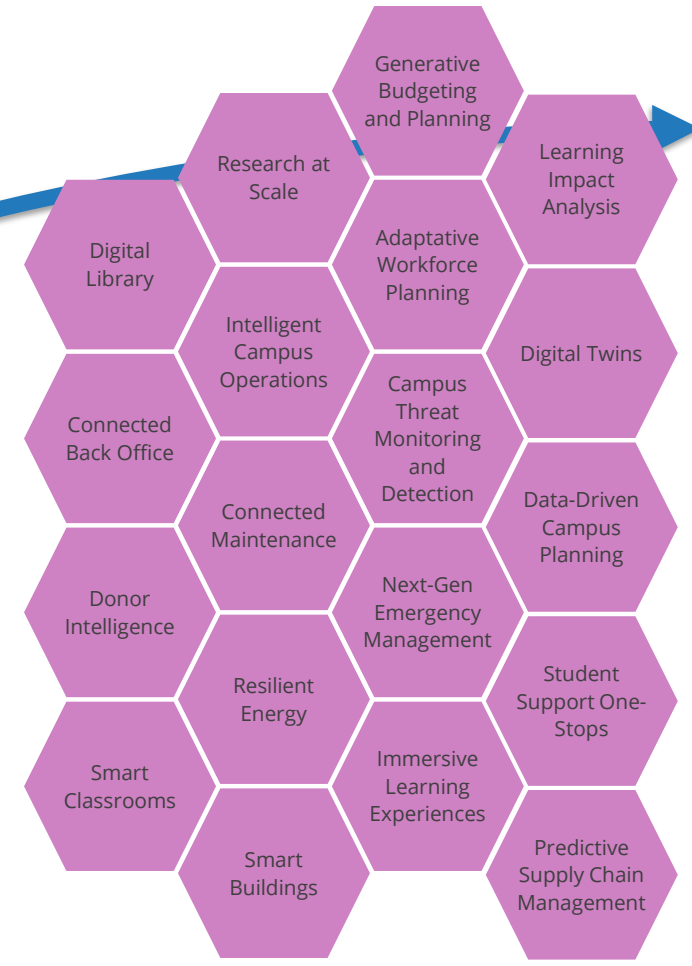 Generative
Budgeting
and Planning
Research at
Scale
Learning
Impact
Analysis
Digital
Library
Adaptative
Workforce
Planning
Intelligent
Campus
Operations
Digital Twins
Connected
Back Office
Campus
Threat
Monitoring
and
Detection
Connected
Maintenance
Data-Driven
Campus
Planning
Donor
Intelligence
Next-Gen
Emergency
Management
Resilient
Energy
Student
Support One-
Stops
Smart
Classrooms
Immersive
Learning
Experiences
Smart
Buildings
Predictive
Supply Chain
Management